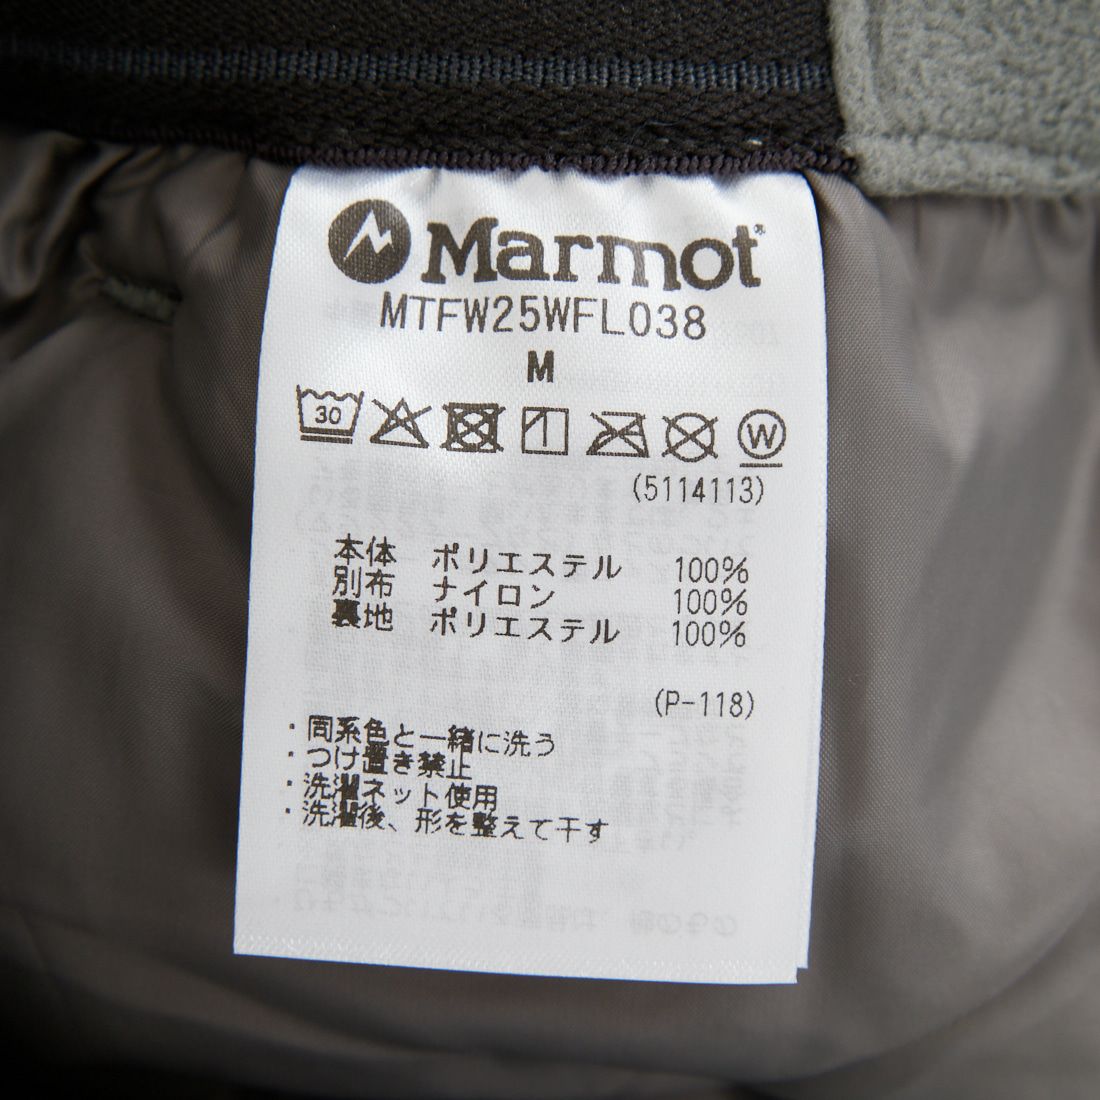 Marmot®
MTFW25WFL038
M
30 W
(5114113)
本体 ポリエステル 100%
別布 ナイロン 100%
裏地 ポリエステル 100%
(P-118)
・同系色と一緒に洗う
・つけ置き禁止
・洗濯ネット使用
・洗濯後、形を整えて干す